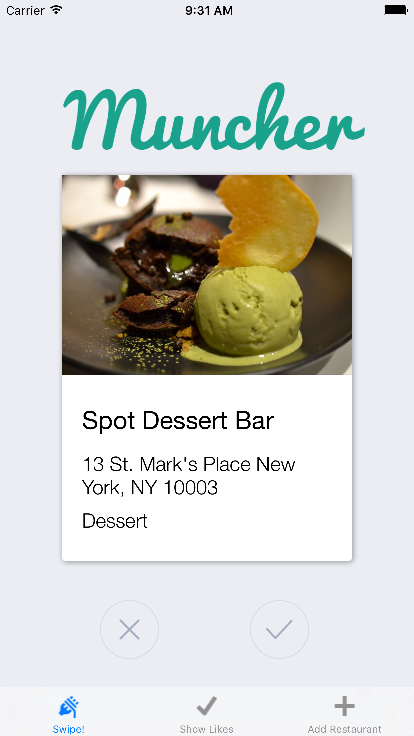 Carrier 9:31 AM
Muncher
Spot Dessert Bar
13 St. Mark's Place New
York, NY 10003
Dessert
Swipe! Show Likes Add Restaurant